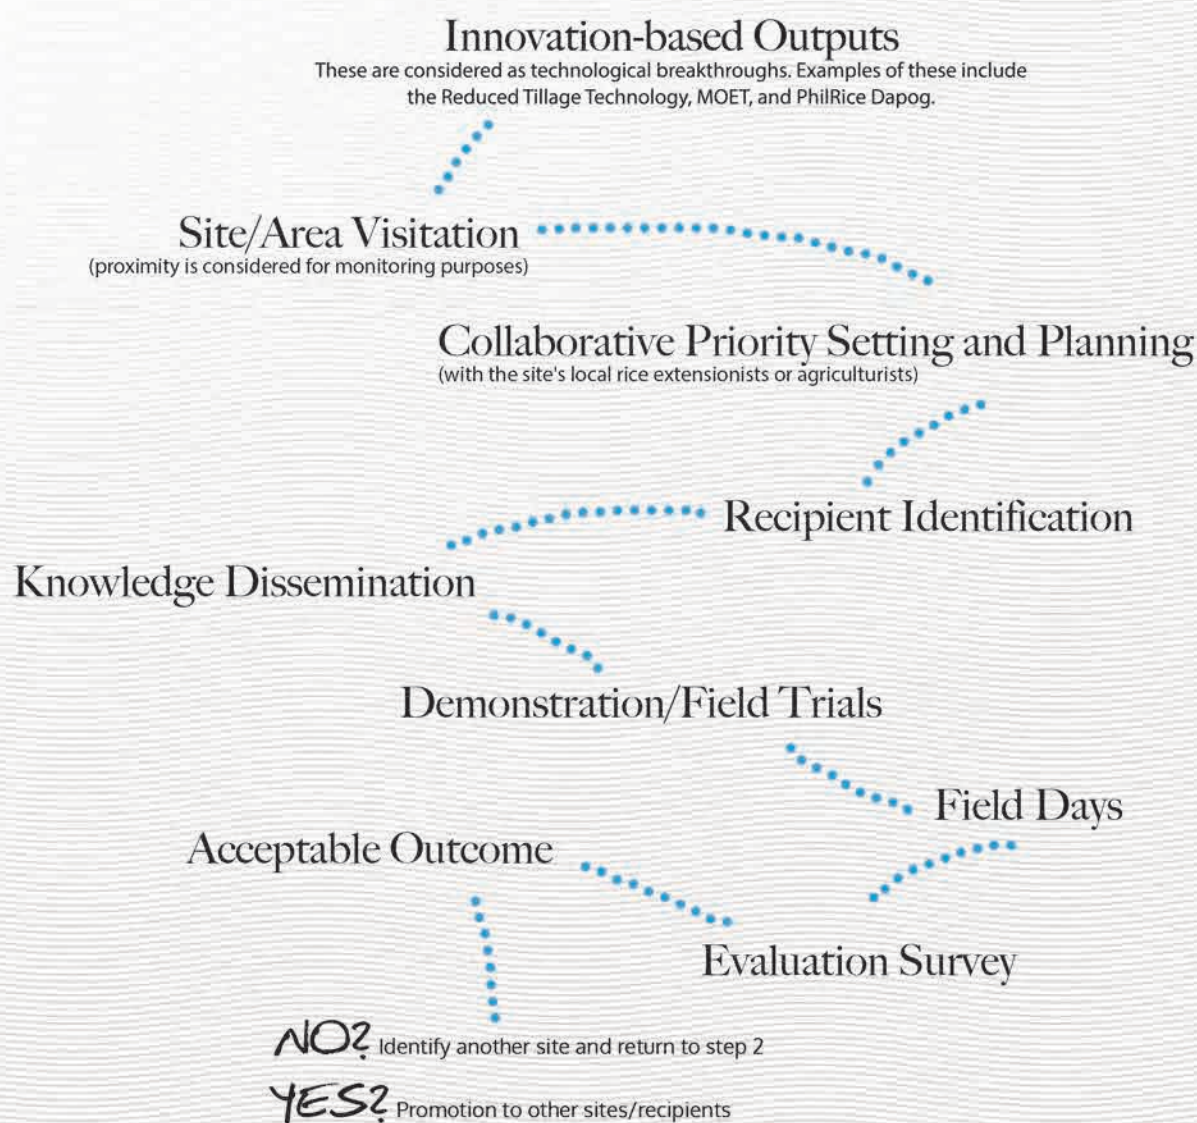 Innovation-based Outputs
These are considered as technological breakthroughs. Examples of these include
the Reduced Tillage Technology, MOET, and PhilRice Dapog.
Site/Area Visitation
(proximity is considered for monitoring purposes)
Collaborative Priority Setting and Planning
(with the site's local rice extensionists or agriculturists)
Recipient Identification
Knowledge Dissemination
Demonstration/Field Trials
Field Days
Acceptable Outcome
Evaluation Survey
NO? Identify another site and return to step 2
YES? Promotion to other sites/recipients